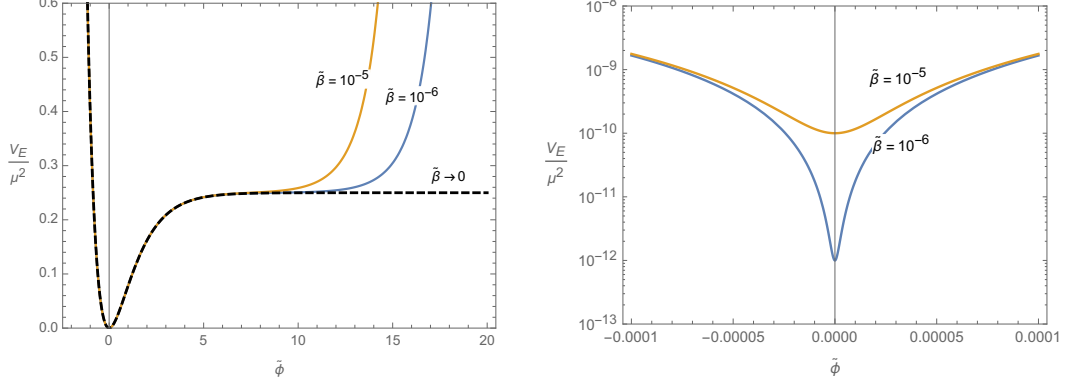 0.6
0.5
0.4
0.3
0.2
0.1
0.0
V_E
μ²
β̃ = 10⁻⁵
β̃ = 10⁻⁶
β̃ → 0
0 5 10 15 20
ϕ̃
10⁻⁸
10⁻⁹
10⁻¹⁰
10⁻¹¹
10⁻¹²
10⁻¹³
V_E
μ²
β̃ = 10⁻⁵
β̃ = 10⁻⁶
-0.0001 -0.00005 0.0000 0.00005 0.0001
ϕ̃